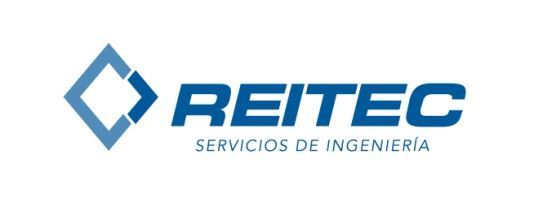 REITEC
SERVICIOS DE INGENIERÍA